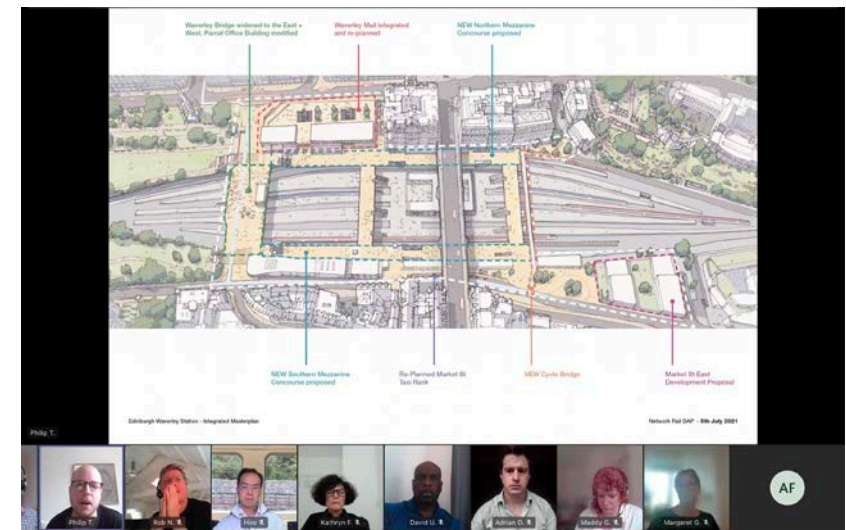 Waverley Bridge widened to the East +
West, Parcel Office Building modified
Waverley Mall integrated
and re-planned
NEW Northern Mezzanine
Concourse proposed
NEW Southern Mezzanine
Concourse proposed
Re-Planned Market St
Taxi Rank
NEW Cycle Bridge
Market St East
Development Proposal
Edinburgh Waverley Station - Integrated Masterplan
Network Rail DAP - 5th July 2021
Philip T.
Philip T.
Rob N.
Hiro
Kathryn F.
David U.
Adrian D.
Maddy C.
Margaret G.
AF